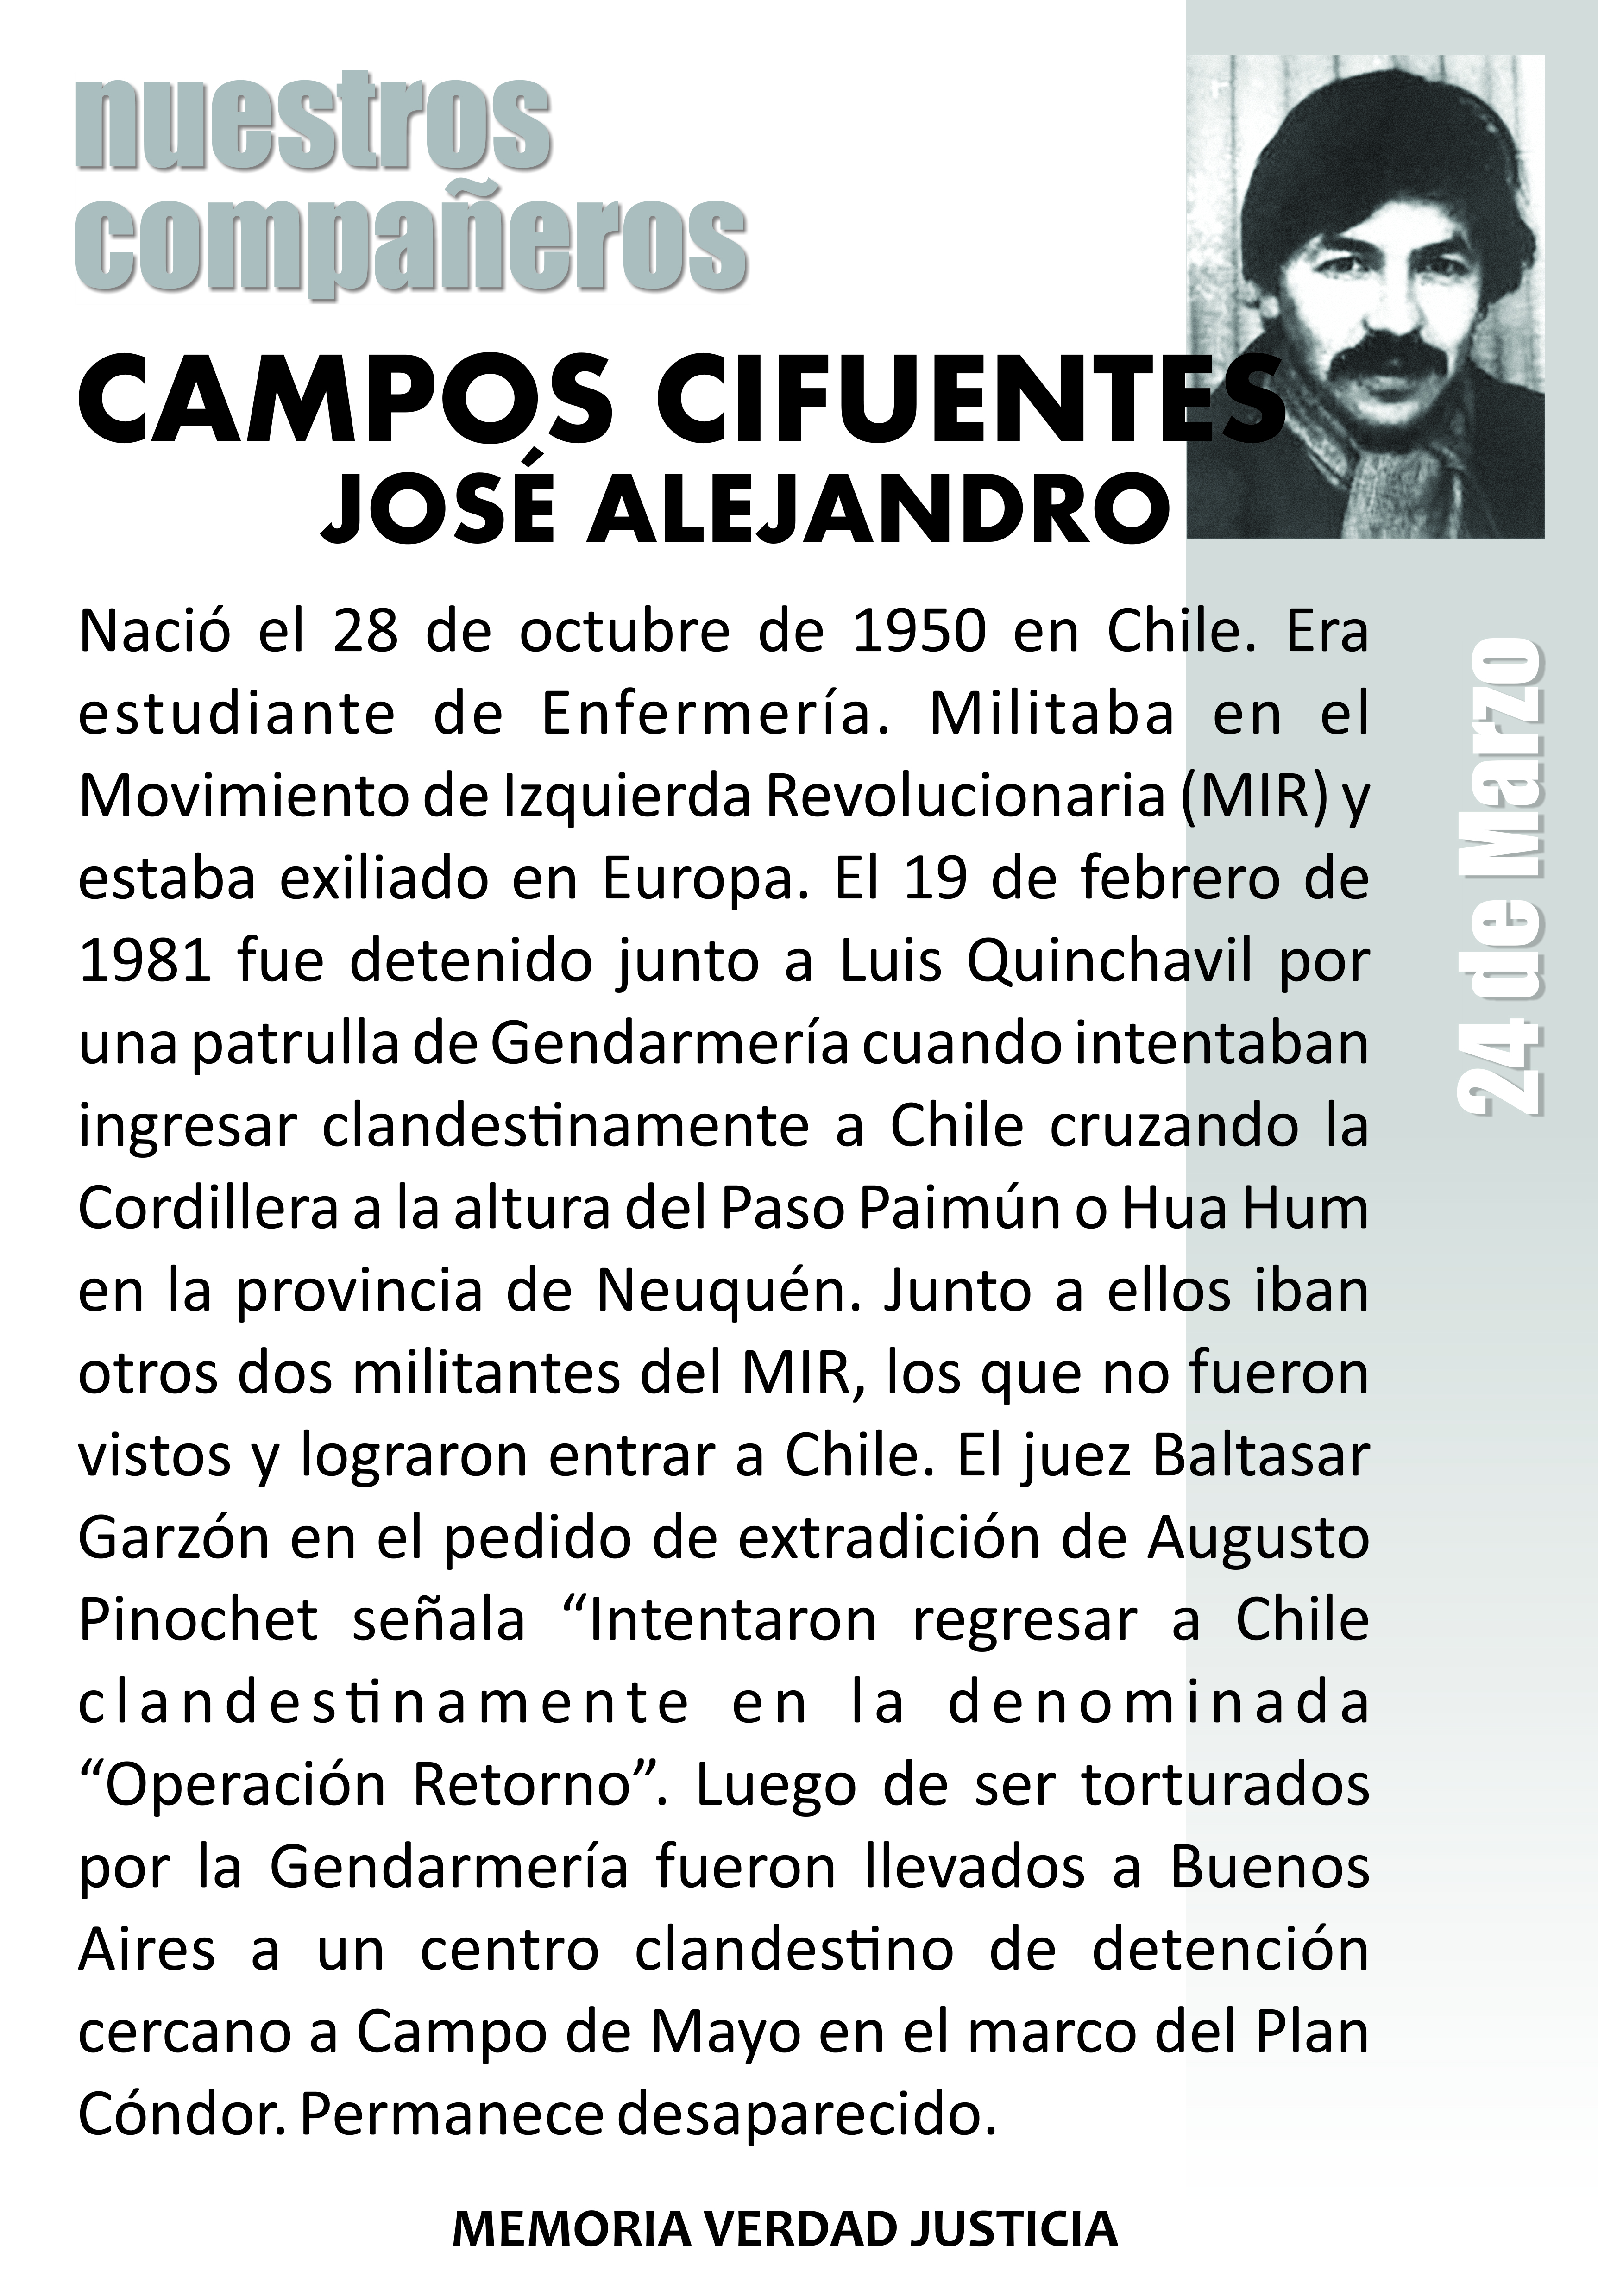 nuestros
compañeros
CAMPOS CIFUENTES
JOSÉ ALEJANDRO
Nació el 28 de octubre de 1950 en Chile. Era
estudiante de Enfermería. Militaba en el
Movimiento de Izquierda Revolucionaria (MIR) y
estaba exiliado en Europa. El 19 de febrero de
1981 fue detenido junto a Luis Quinchavil por
una patrulla de Gendarmería cuando intentaban
ingresar clandestinamente a Chile cruzando la
Cordillera a la altura del Paso Paimún o Hua Hum
en la provincia de Neuquén. Junto a ellos iban
otros dos militantes del MIR, los que no fueron
vistos y lograron entrar a Chile. El juez Baltasar
Garzón en el pedido de extradición de Augusto
Pinochet señala “Intentaron regresar a Chile
clandestinamente en la denominada
“Operación Retorno”. Luego de ser torturados
por la Gendarmería fueron llevados a Buenos
Aires a un centro clandestino de detención
cercano a Campo de Mayo en el marco del Plan
Cóndor. Permanece desaparecido.
24 de Marzo
MEMORIA VERDAD JUSTICIA